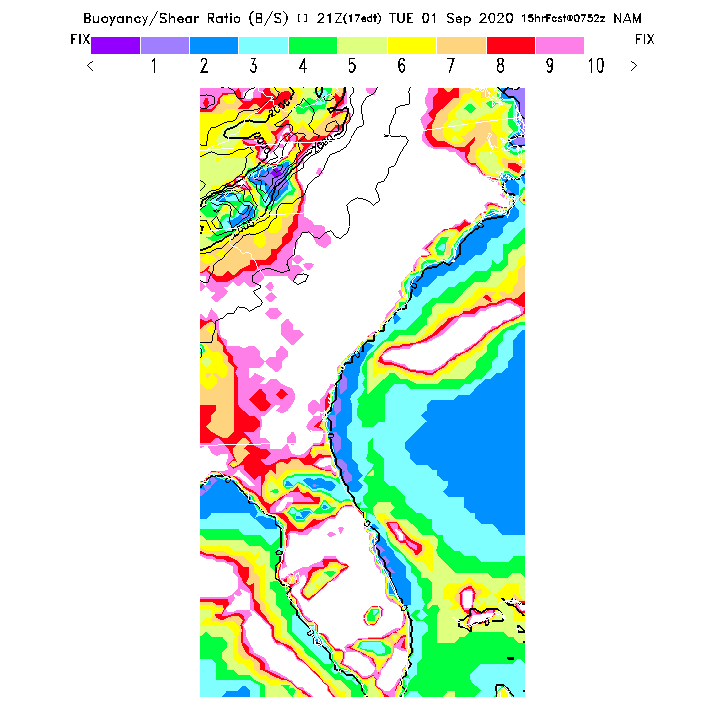 Buoyancy/Shear Ratio (B/S) [] 21Z(17edt) TUE 01 Sep 2020 15hrFcst@0752z NAM
FIX FIX
< 1 2 3 4 5 6 7 8 9 10 >